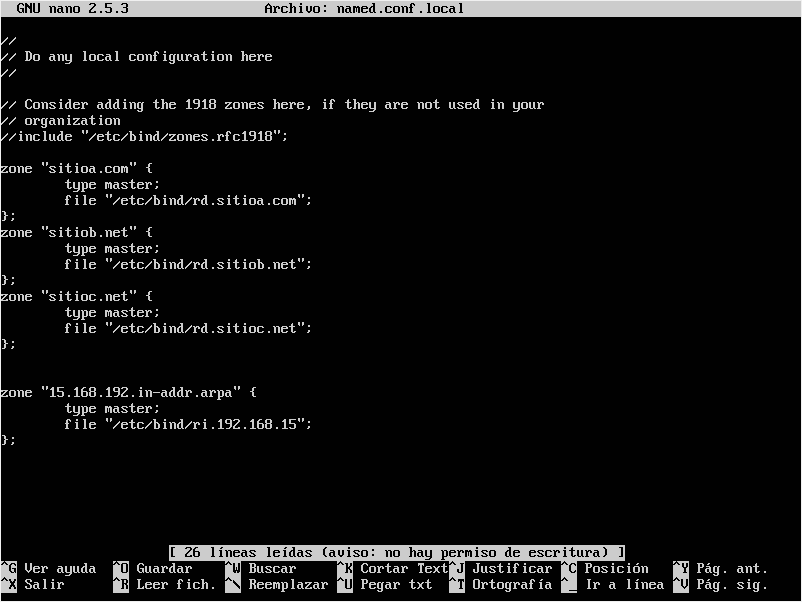 GNU nano 2.5.3 Archivo: named.conf.local
//
// Do any local configuration here
//
// Consider adding the 1918 zones here, if they are not used in your
// organization
//include "/etc/bind/zones.rfc1918";
zone "sitioa.com" {
type master;
file "/etc/bind/rd.sitioa.com";
};
zone "sitiob.net" {
type master;
file "/etc/bind/rd.sitiob.net";
};
zone "sitioc.net" {
type master;
file "/etc/bind/rd.sitioc.net";
};
zone "15.168.192.in-addr.arpa" {
type master;
file "/etc/bind/ri.192.168.15";
};
[ 26 líneas leídas (aviso: no hay permiso de escritura) ]
^G Ver ayuda ^O Guardar ^W Buscar ^K Cortar Text ^J Justificar ^C Posición ^Y Pág. ant.
^X Salir ^R Leer fich. ^\ Reemplazar ^U Pegar txt ^T Ortografía ^_ Ir a línea ^V Pág. sig.